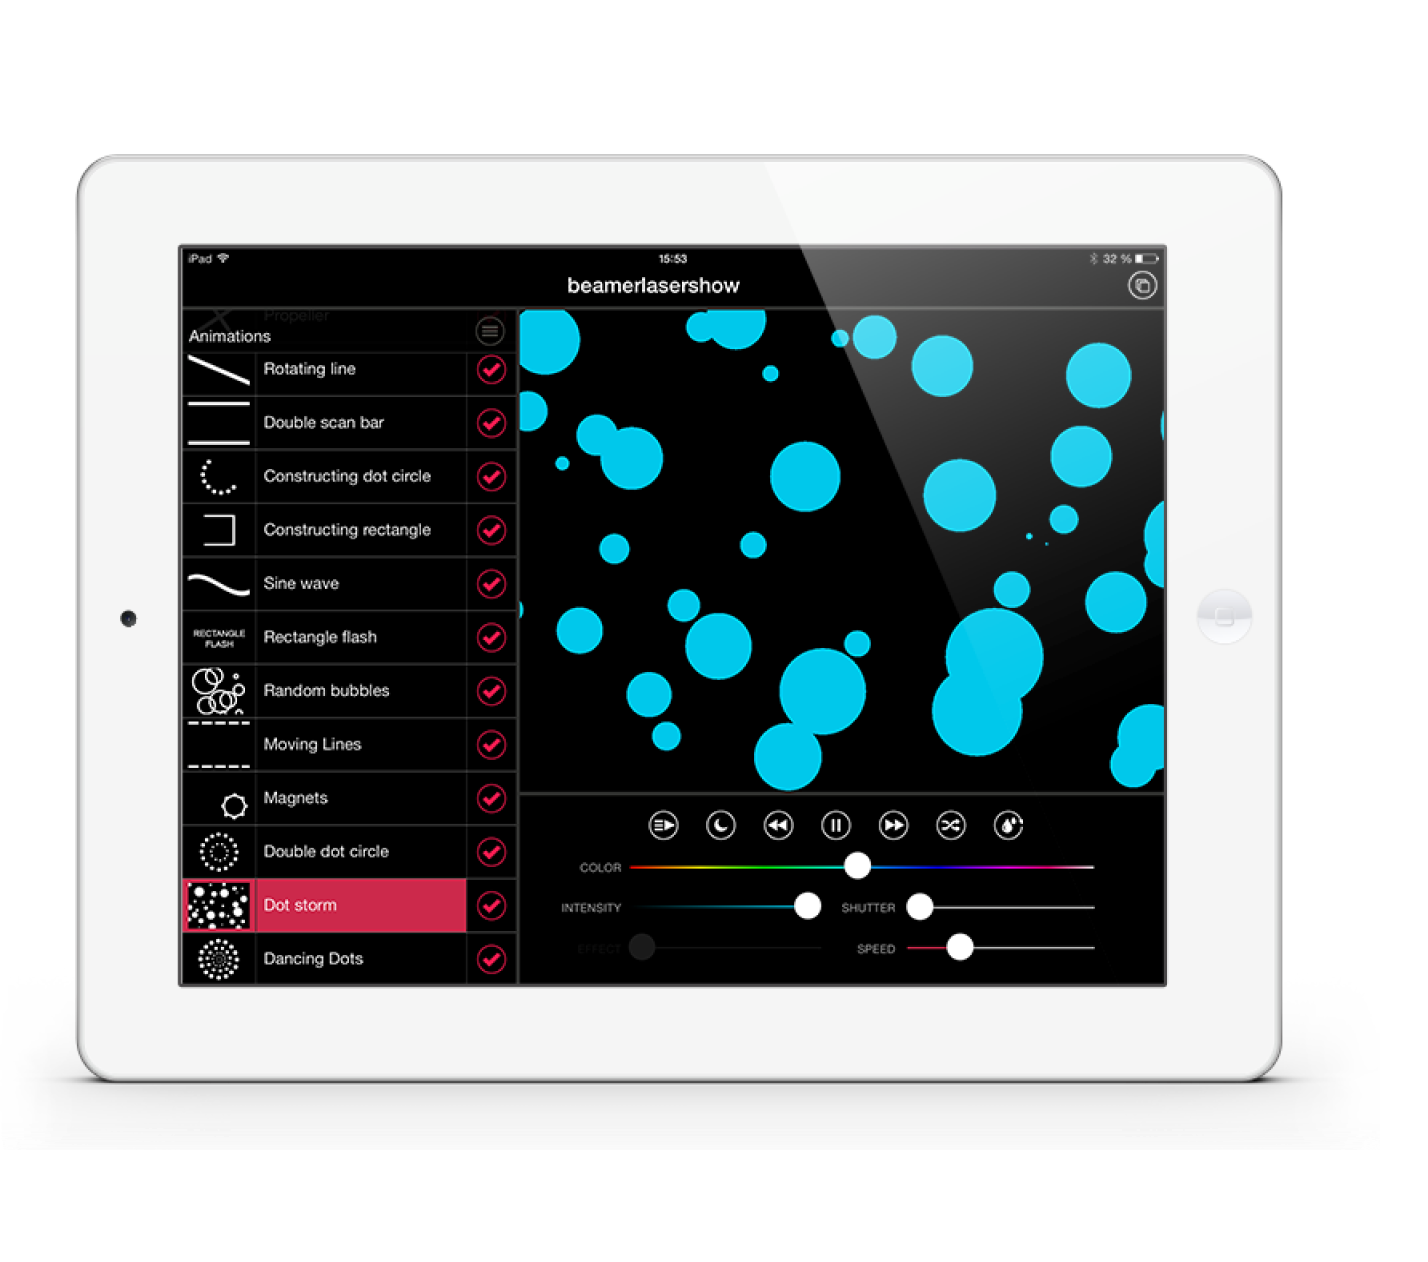 iPad
15:53
32 %
beamerlasershow
Propeller
Animations
Rotating line
Double scan bar
Constructing dot circle
Constructing rectangle
Sine wave
RECTANGLE
FLASH
Rectangle flash
Random bubbles
Moving Lines
Magnets
Double dot circle
Dot storm
Dancing Dots
COLOR
INTENSITY
SHUTTER
EFFECT
SPEED